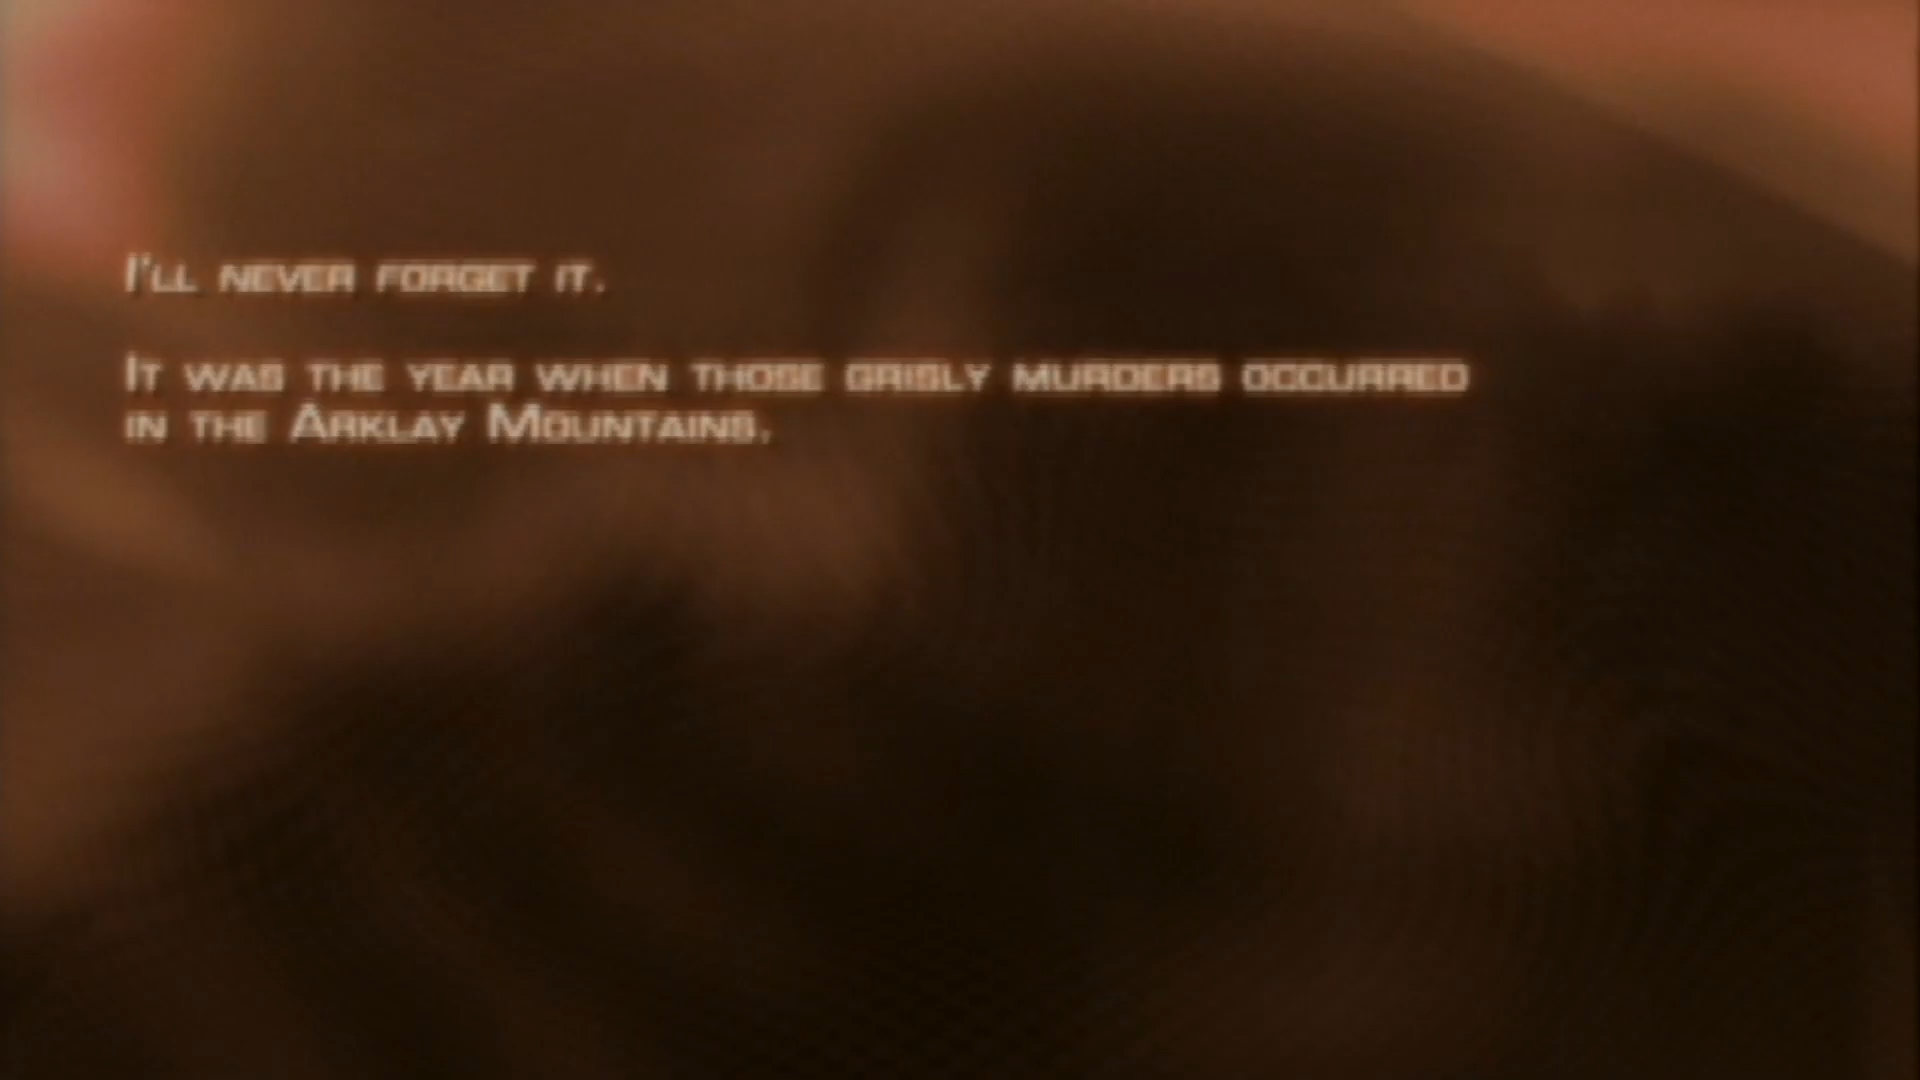 I'll never forget it.
It was the year when those grisly murders occurred
in the Arklay Mountains.